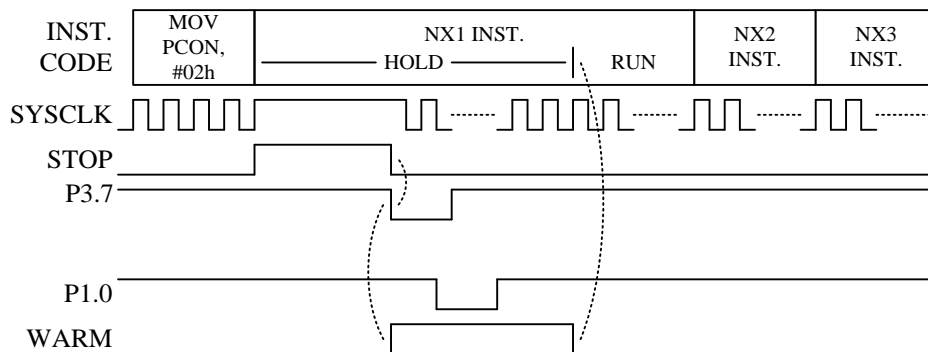 INST.
CODE
MOV
PCON,
#02h
NX1 INST.
HOLD
RUN
NX2
INST.
NX3
INST.
SYSCLK
STOP
P3.7
P1.0
WARM